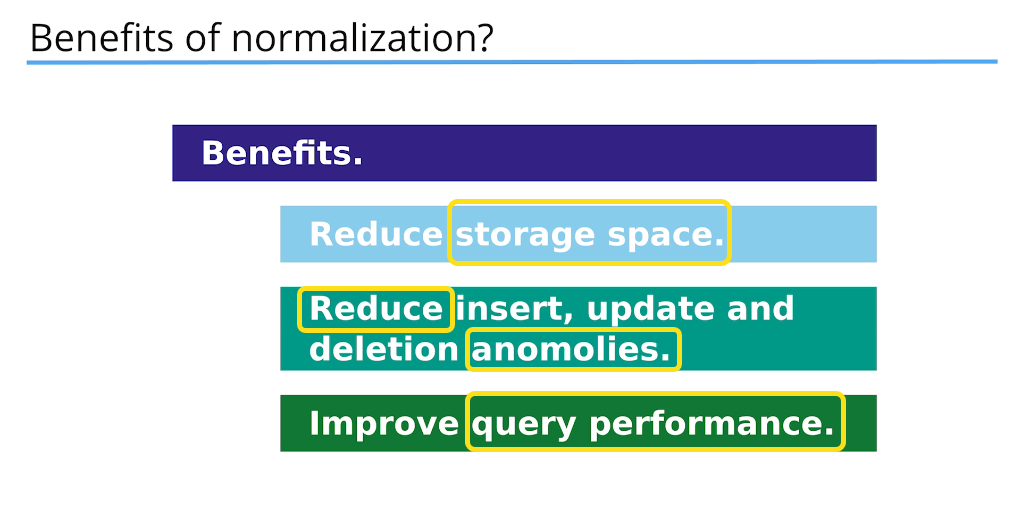 Benefits of normalization?
Benefits.
Reduce storage space.
Reduce insert, update and
deletion anomolies.
Improve query performance.